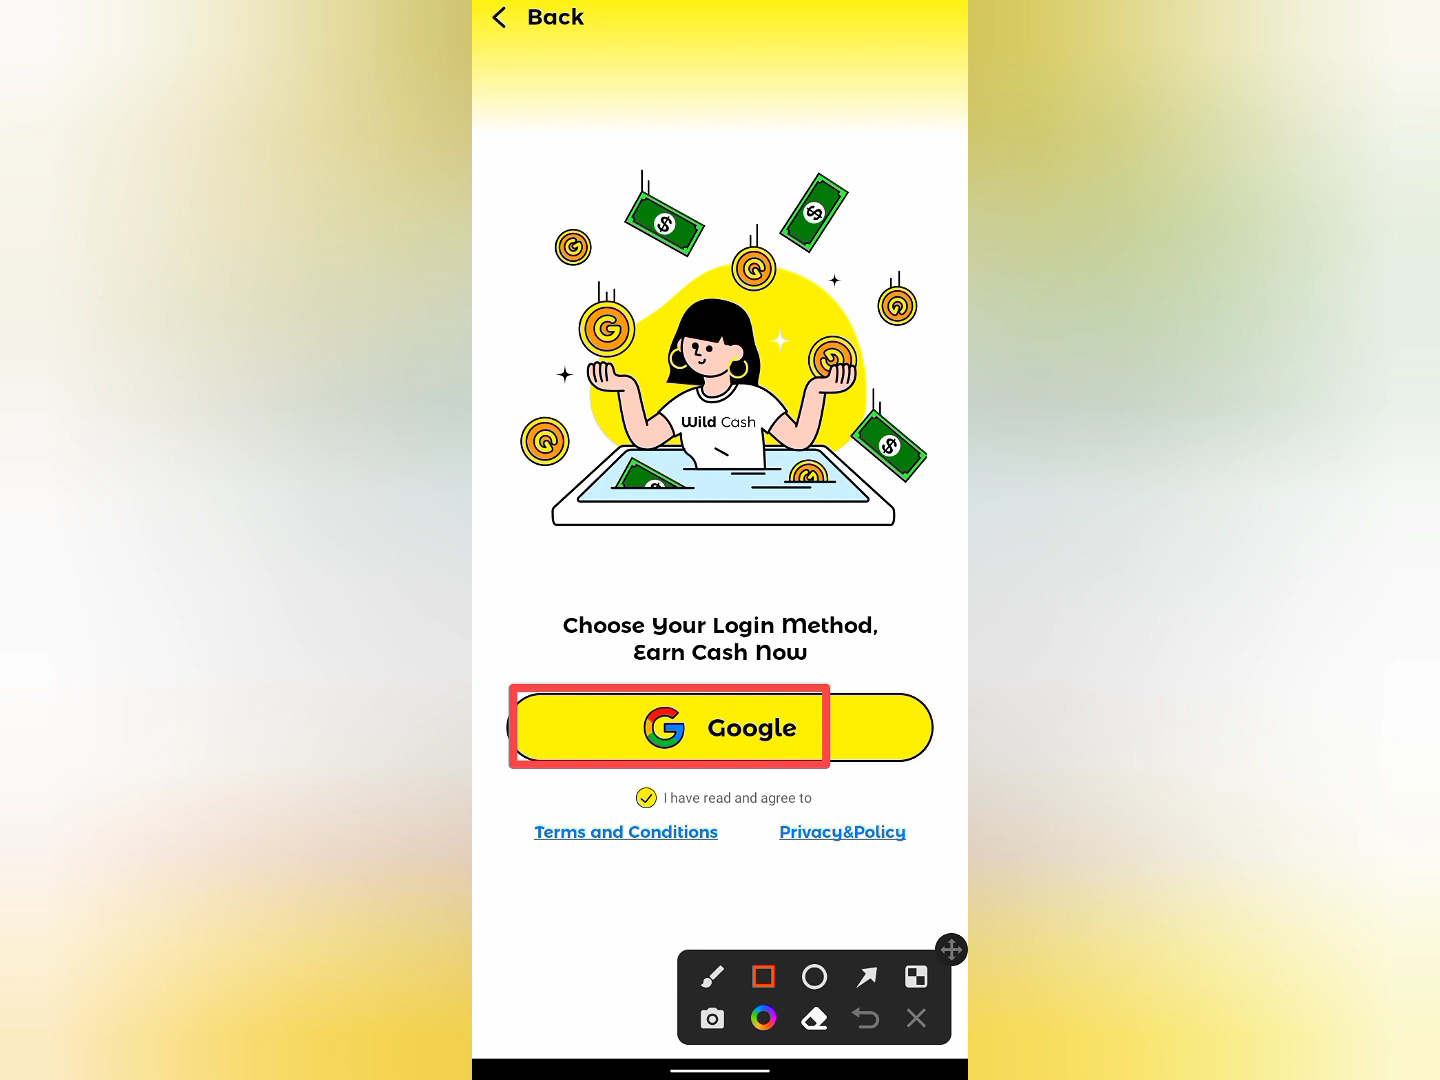 Back
Wild Cash
Choose Your Login Method,
Earn Cash Now
Google
I have read and agree to
Terms and Conditions
Privacy&Policy